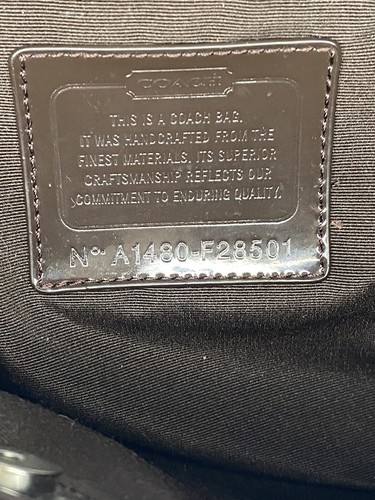 COACH
THIS IS A COACH BAG.
IT WAS HANDCRAFTED FROM THE
FINEST MATERIALS. ITS SUPERIOR
CRAFTSMANSHIP REFLECTS OUR
COMMITMENT TO ENDURING QUALITY.
Nº A1480-F28501